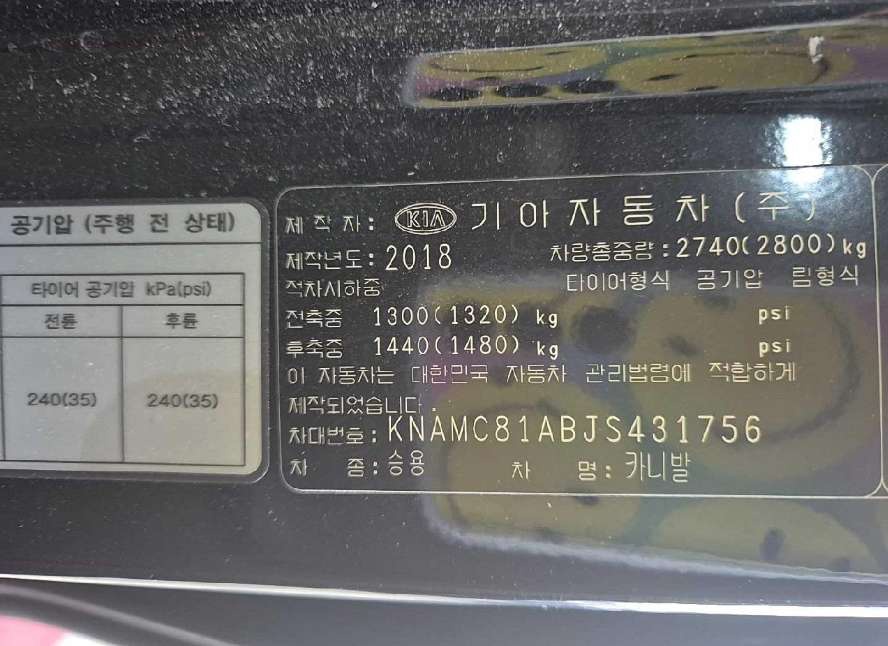 공기압 (주행 전 상태)
타이어 공기압 kPa(psi)
전륜 후륜
240(35) 240(35)
제 작 자: KIA 기아자동차(주)
제작년도: 2018 차량총중량: 2740(2800)kg
적차시하중 타이어형식 공기압 림형식
전축중 1300(1320) kg psi
후축중 1440(1480) kg psi
이 자동차는 대한민국 자동차 관리법령에 적합하게
제작되었습니다.
차대번호: KNAMC81ABJS431756
차 종: 승용 차 명: 카니발